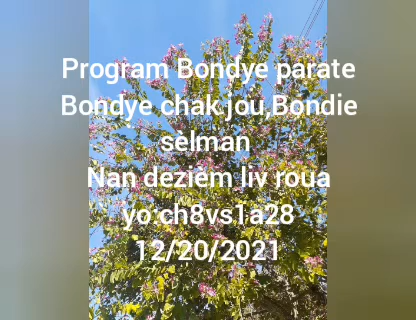 Program Bondye parate
Bondye chak jou,Bondie
sèlman
Nan dezièm liv roua
yo ch8vs1a28
12/20/2021